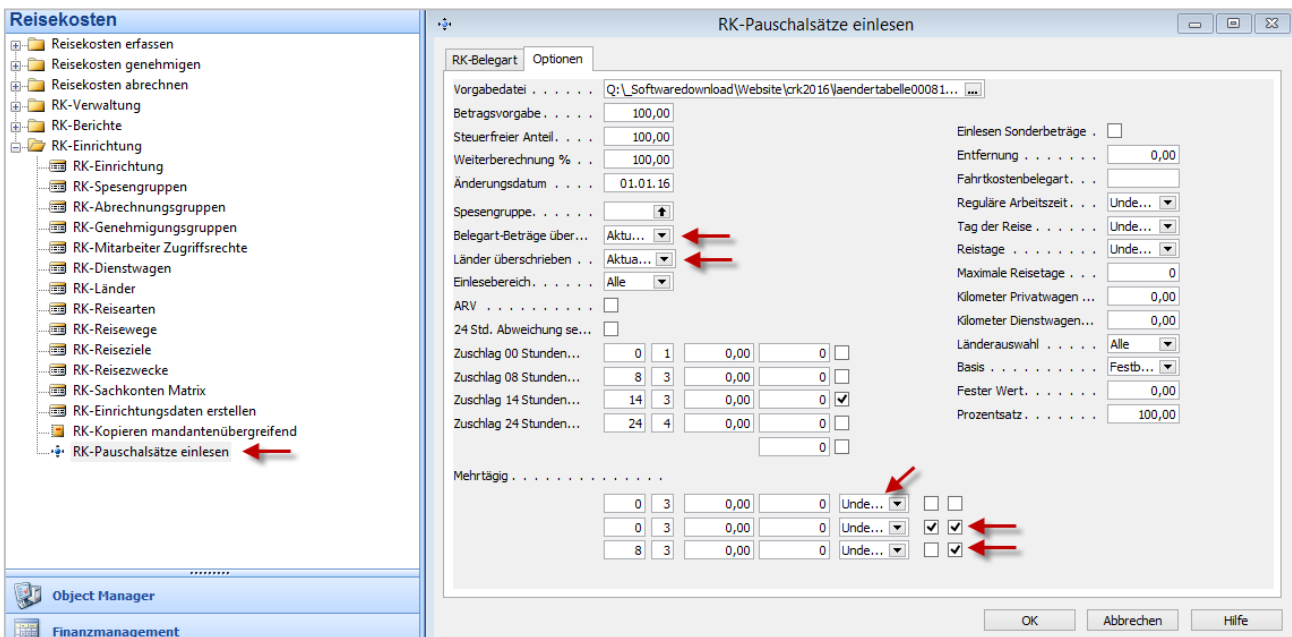 Reisekosten
Reisekosten erfassen
Reisekosten genehmigen
Reisekosten abrechnen
RK-Verwaltung
RK-Berichte
RK-Einrichtung
RK-Einrichtung
RK-Spesengruppen
RK-Abrechnungsgruppen
RK-Genehmigungsgruppen
RK-Mitarbeiter Zugriffsrechte
RK-Dienstwagen
RK-Länder
RK-Reisearten
RK-Reisewege
RK-Reiseziele
RK-Reisezwecke
RK-Sachkonten Matrix
RK-Einrichtungsdaten erstellen
RK-Kopieren mandantenübergreifend
RK-Pauschalsätze einlesen
Object Manager
Finanzmanagement
RK-Pauschalsätze einlesen
RK-Belegart Optionen
Vorgabedatei . . . . . . Q:\_Softwaredownload\Website\crk2016\laendertabelle00081... ...
Betragsvorgabe . . . . . 100,00
Steuerfreier Anteil. . . . 100,00
Weiterberechnung % . . 100,00
Änderungsdatum . . . . 01.01.16
Spesengruppe. . . . . .
Belegart-Beträge über... Aktu...
Länder überschrieben . . Aktua...
Einlesebereich. . . . . . Alle
ARV . . . . . . . . . .
24 Std. Abweichung se...
Zuschlag 00 Stunden... 0 1 0,00 0
Zuschlag 08 Stunden... 8 3 0,00 0
Zuschlag 14 Stunden... 14 3 0,00 0
Zuschlag 24 Stunden... 24 4 0,00 0
0
Einlesen Sonderbeträge .
Entfernung . . . . . . . 0,00
Fahrtkostenbelegart. . .
Reguläre Arbeitszeit. . . Unde...
Tag der Reise . . . . . . Unde...
Reistage . . . . . . . . Unde...
Maximale Reisetage . . . 0
Kilometer Privatwagen ... 0,00
Kilometer Dienstwagen... 0,00
Länderauswahl . . . . . Alle
Basis . . . . . . . . . . Festb...
Fester Wert. . . . . . . 0,00
Prozentsatz. . . . . . . 100,00
Mehrtägig . . . . . . . . . . . . . .
0 3 0,00 0 Unde...
0 3 0,00 0 Unde...
8 3 0,00 0 Unde...
OK Abbrechen Hilfe